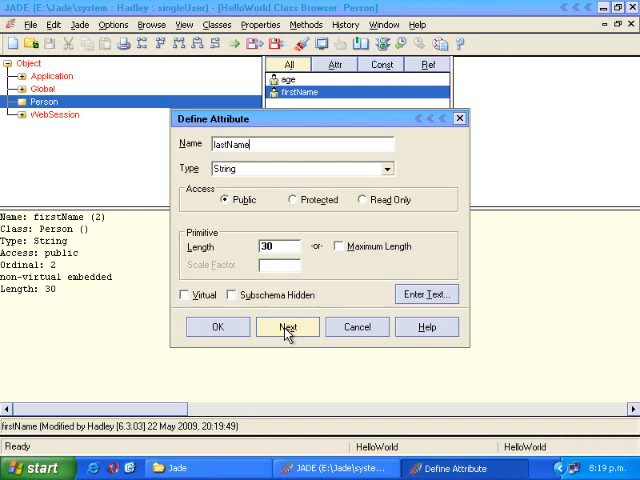 JADE (E:\Jade\system : Hadley : singleUser) - [HelloWorld Class Browser Person]
File Edit Jade Options Browse Classes Properties Methods History Window Help
Object
Application
Global
Person
WebSession
All Attr Const Ref
age
firstName
Define Attribute
Name lastName
Type String
Access
Public Protected Read Only
Primitive
Length 30 -or- Maximum Length
Scale Factor
Virtual Subschema Hidden Enter Text...
OK Next Cancel Help
Name: firstName (2)
Class: Person ()
Type: String
Access: public
Ordinal: 2
non-virtual embedded
Length: 30
firstName (Modified by Hadley [6.3.03] 22 May 2009, 20:19:49)
Ready HelloWorld HelloWorld
start Jade JADE (E:\Jade\syste... Define Attribute 8:19 p.m.